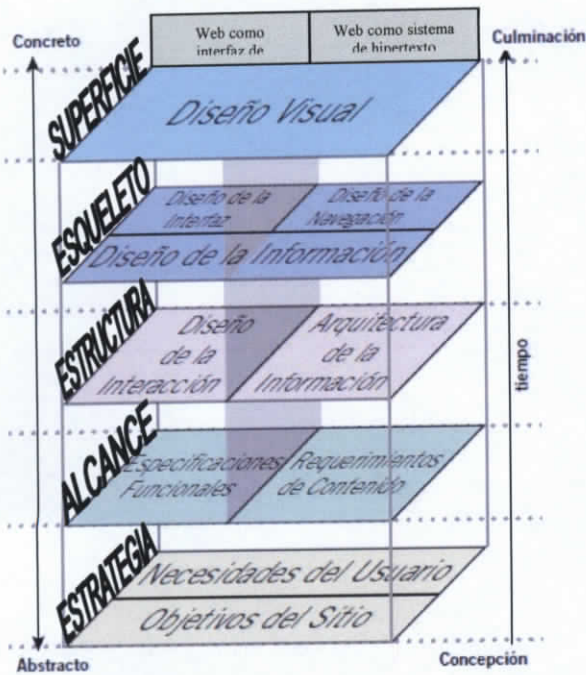 Concreto
Web como
interfaz de
Web como sistema
de hipertexto
Culminación
SUPERFICIE
Diseño Visual
ESQUELETO
Diseño de la
Interfaz
Diseño de la
Navegación
Diseño de la Información
ESTRUCTURA
Diseño
de la
Interacción
Arquitectura
de la
Información
tiempo
ALCANCE
Especificaciones
Funcionales
Requerimientos
de Contenido
ESTRATEGIA
Necesidades del Usuario
Objetivos del Sitio
Abstracto
Concepción